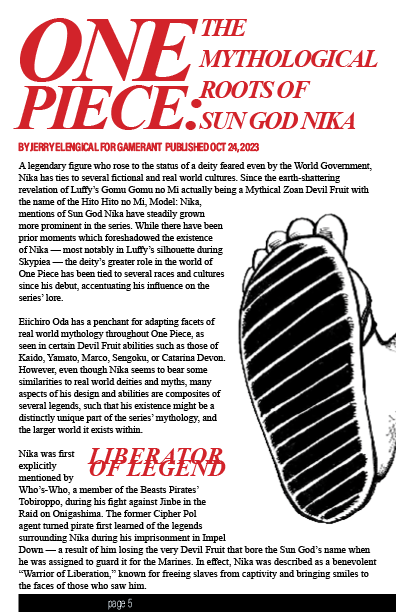 ONE
PIECE:
THE
MYTHOLOGICAL
ROOTS OF
SUN GOD NIKA
BY JERRY ELENGICAL FOR GAMERANT PUBLISHED OCT 24, 2023
A legendary figure who rose to the status of a deity feared even by the World Government,
Nika has ties to several fictional and real world cultures. Since the earth-shattering
revelation of Luffy's Gomu Gomu no Mi actually being a Mythical Zoan Devil Fruit with
the name of the Hito Hito no Mi, Model: Nika,
mentions of Sun God Nika have steadily grown
more prominent in the series. While there have been
prior moments which foreshadowed the existence
of Nika — most notably in Luffy's silhouette during
Skypiea — the deity's greater role in the world of
One Piece has been tied to several races and cultures
since his debut, accentuating his influence on the
series' lore.
Eiichiro Oda has a penchant for adapting facets of
real world mythology throughout One Piece, as
seen in certain Devil Fruit abilities such as those of
Kaido, Yamato, Marco, Sengoku, or Catarina Devon.
However, even though Nika seems to bear some
similarities to real world deities and myths, many
aspects of his design and abilities are composites of
several legends, such that his existence might be a
distinctly unique part of the series' mythology, and
the larger world it exists within.
LIBERATOR
OF LEGEND
Nika was first
explicitly
mentioned by
Who's-Who, a member of the Beasts Pirates'
Tobiroppo, during his fight against Jinbe in the
Raid on Onigashima. The former Cipher Pol
agent turned pirate first learned of the legends
surrounding Nika during his imprisonment in Impel
Down — a result of him losing the very Devil Fruit that bore the Sun God's name when
he was assigned to guard it for the Marines. In effect, Nika was described as a benevolent
“Warrior of Liberation,” known for freeing slaves from captivity and bringing smiles to
the faces of those who saw him.
page 5